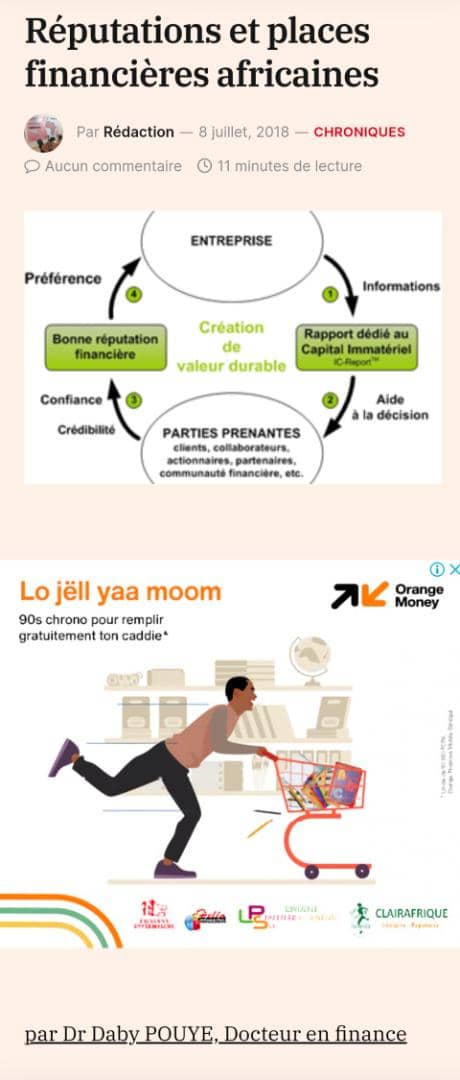 Réputations et places
financières africaines
Par Rédaction — 8 juillet, 2018 — CHRONIQUES
Aucun commentaire 11 minutes de lecture
ENTREPRISE
Préférence
4
1
Informations
Bonne réputation
financière
Création
de
valeur durable
Rapport dédié au
Capital Immatériel
IC-Report™
Confiance
3
2
Aide
à la décision
Crédibilité
PARTIES PRENANTES
clients, collaborateurs,
actionnaires, partenaires,
communauté financière, etc.
Lo jëll yaa moom
90s chrono pour remplir
gratuitement ton caddie*
Orange
Money
LPS
CLAIRAFRIQUE
par Dr Daby POUYE, Docteur en finance